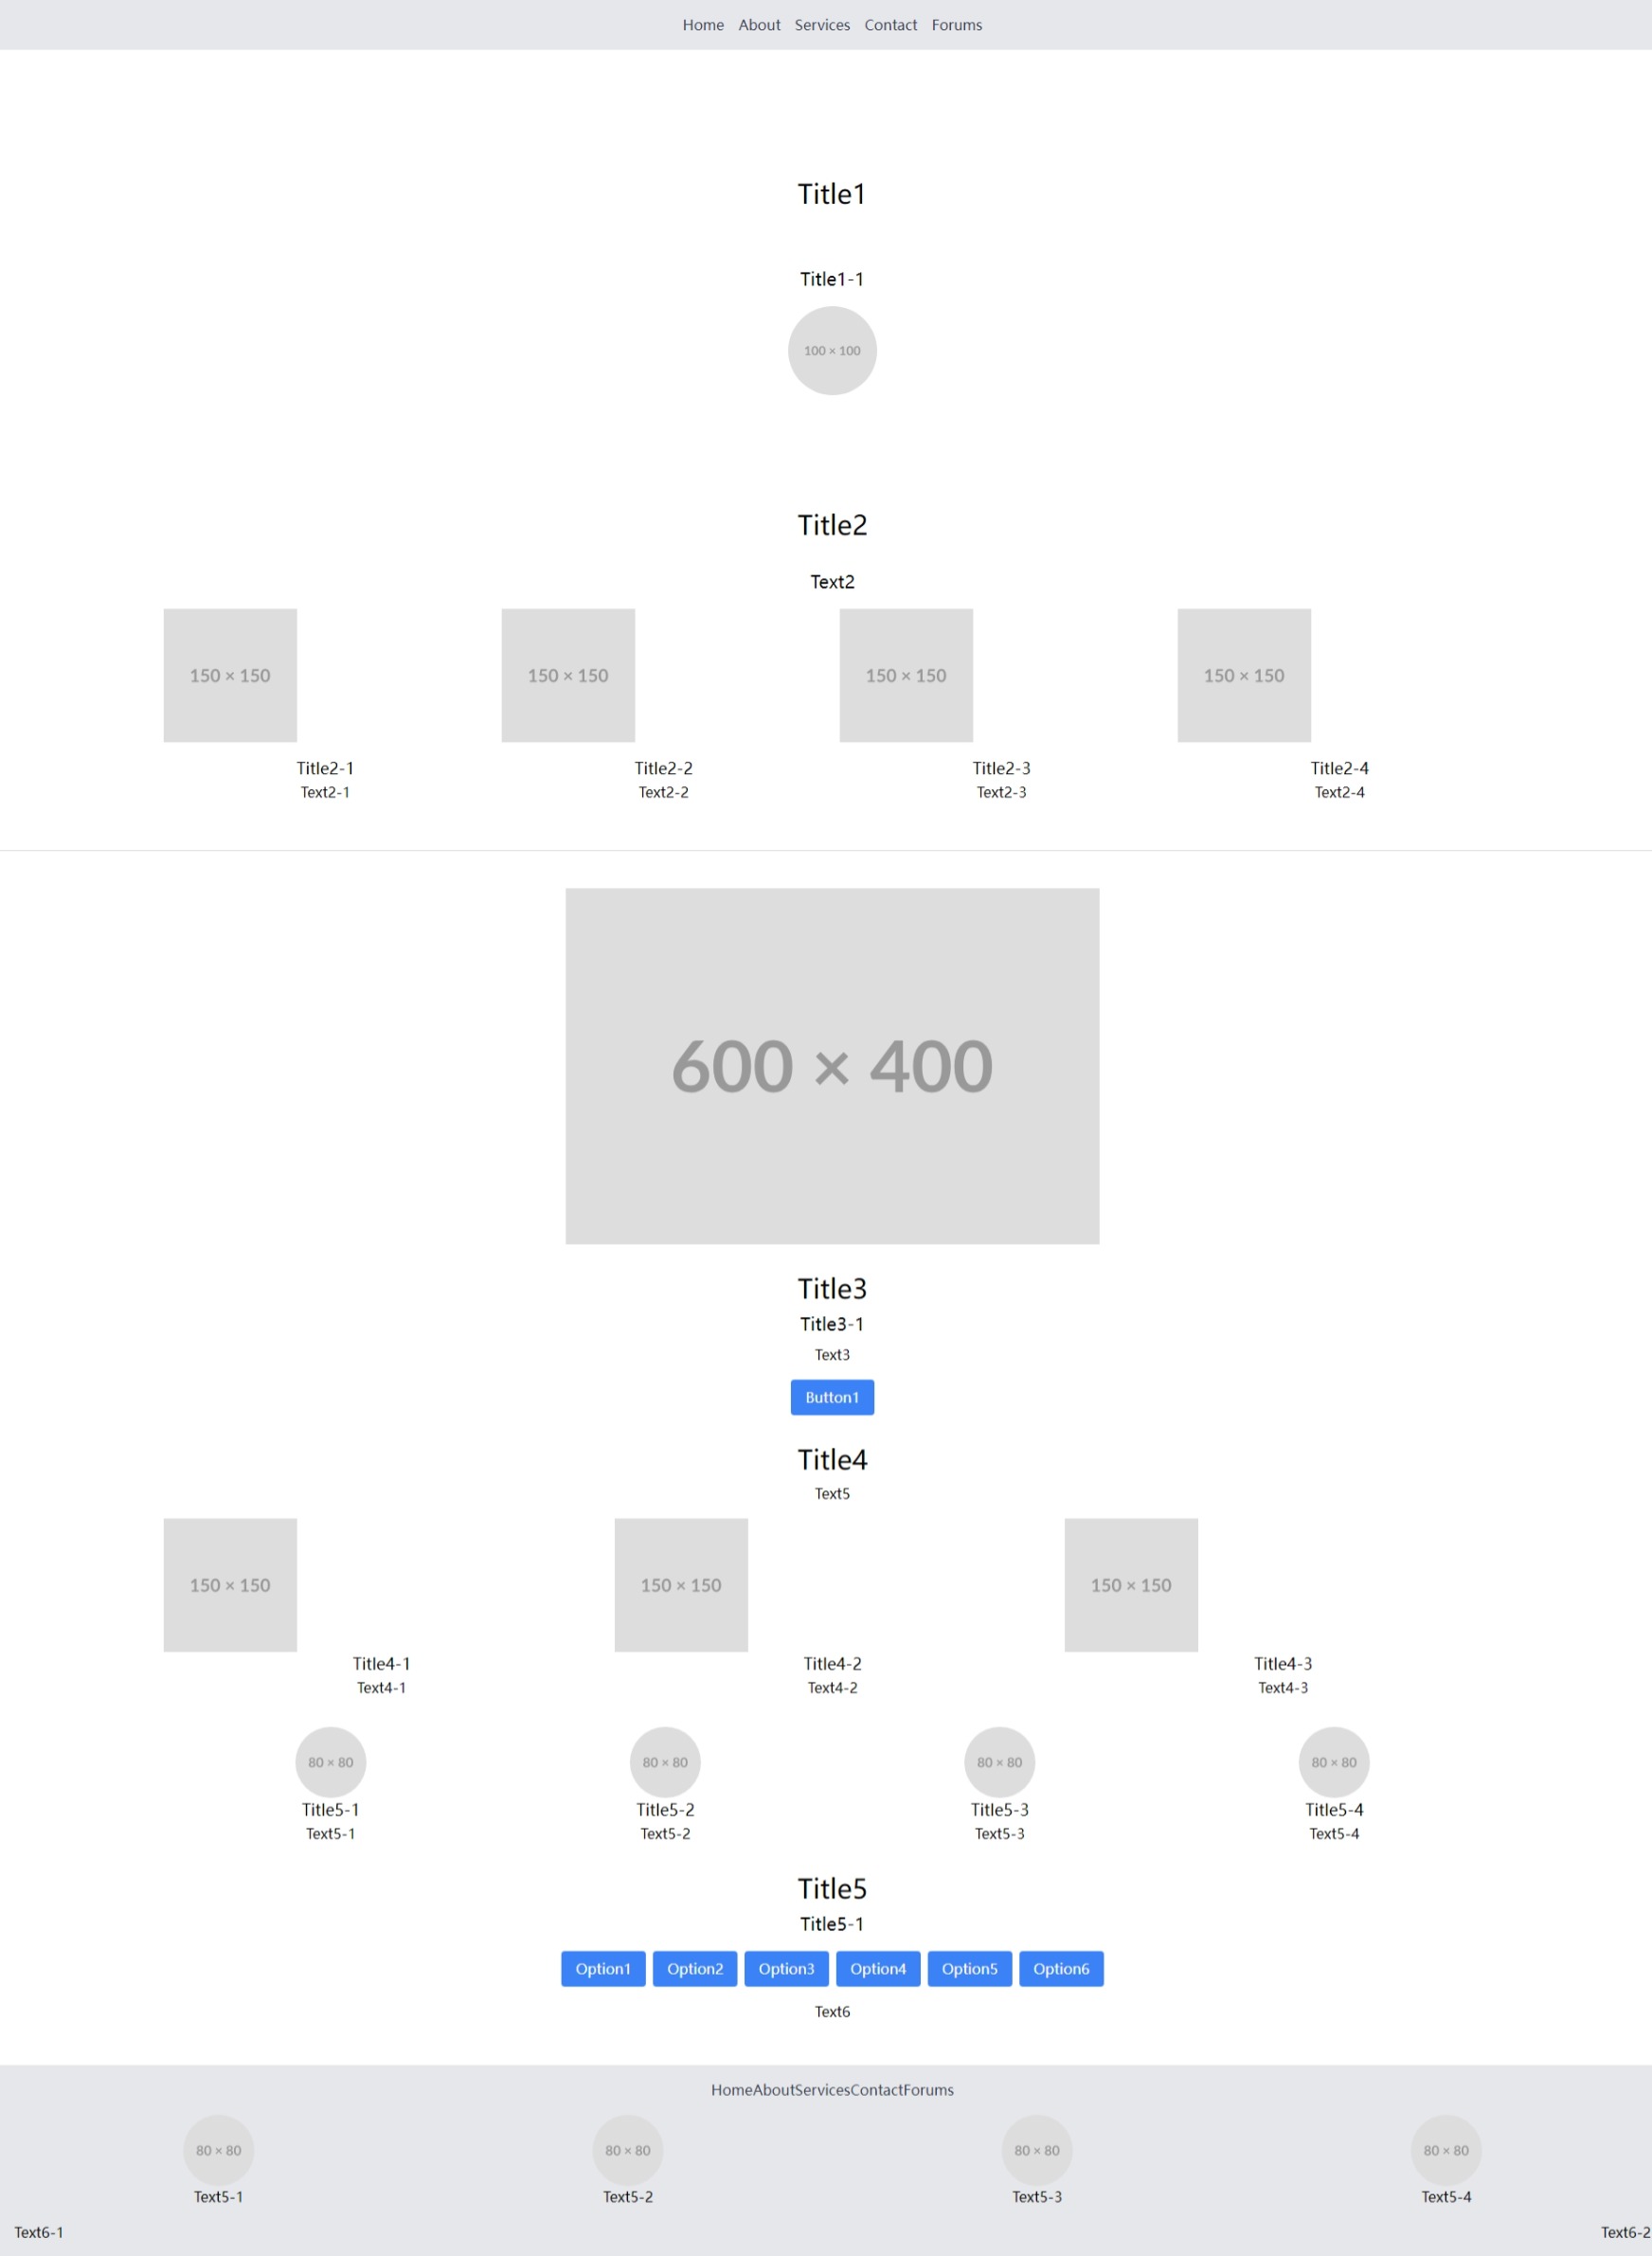 Home About Services Contact Forums
Title1
Title1-1
100 × 100
Title2
Text2
150 × 150 150 × 150 150 × 150 150 × 150
Title2-1 Title2-2 Title2-3 Title2-4
Text2-1 Text2-2 Text2-3 Text2-4
600 × 400
Title3
Title3-1
Text3
Button1
Title4
Text5
150 × 150 150 × 150 150 × 150
Title4-1 Title4-2 Title4-3
Text4-1 Text4-2 Text4-3
80 × 80 80 × 80 80 × 80 80 × 80
Title5-1 Title5-2 Title5-3 Title5-4
Text5-1 Text5-2 Text5-3 Text5-4
Title5
Title5-1
Option1 Option2 Option3 Option4 Option5 Option6
Text6
HomeAboutServicesContactForums
80 × 80 80 × 80 80 × 80 80 × 80
Text5-1 Text5-2 Text5-3 Text5-4
Text6-1 Text6-2